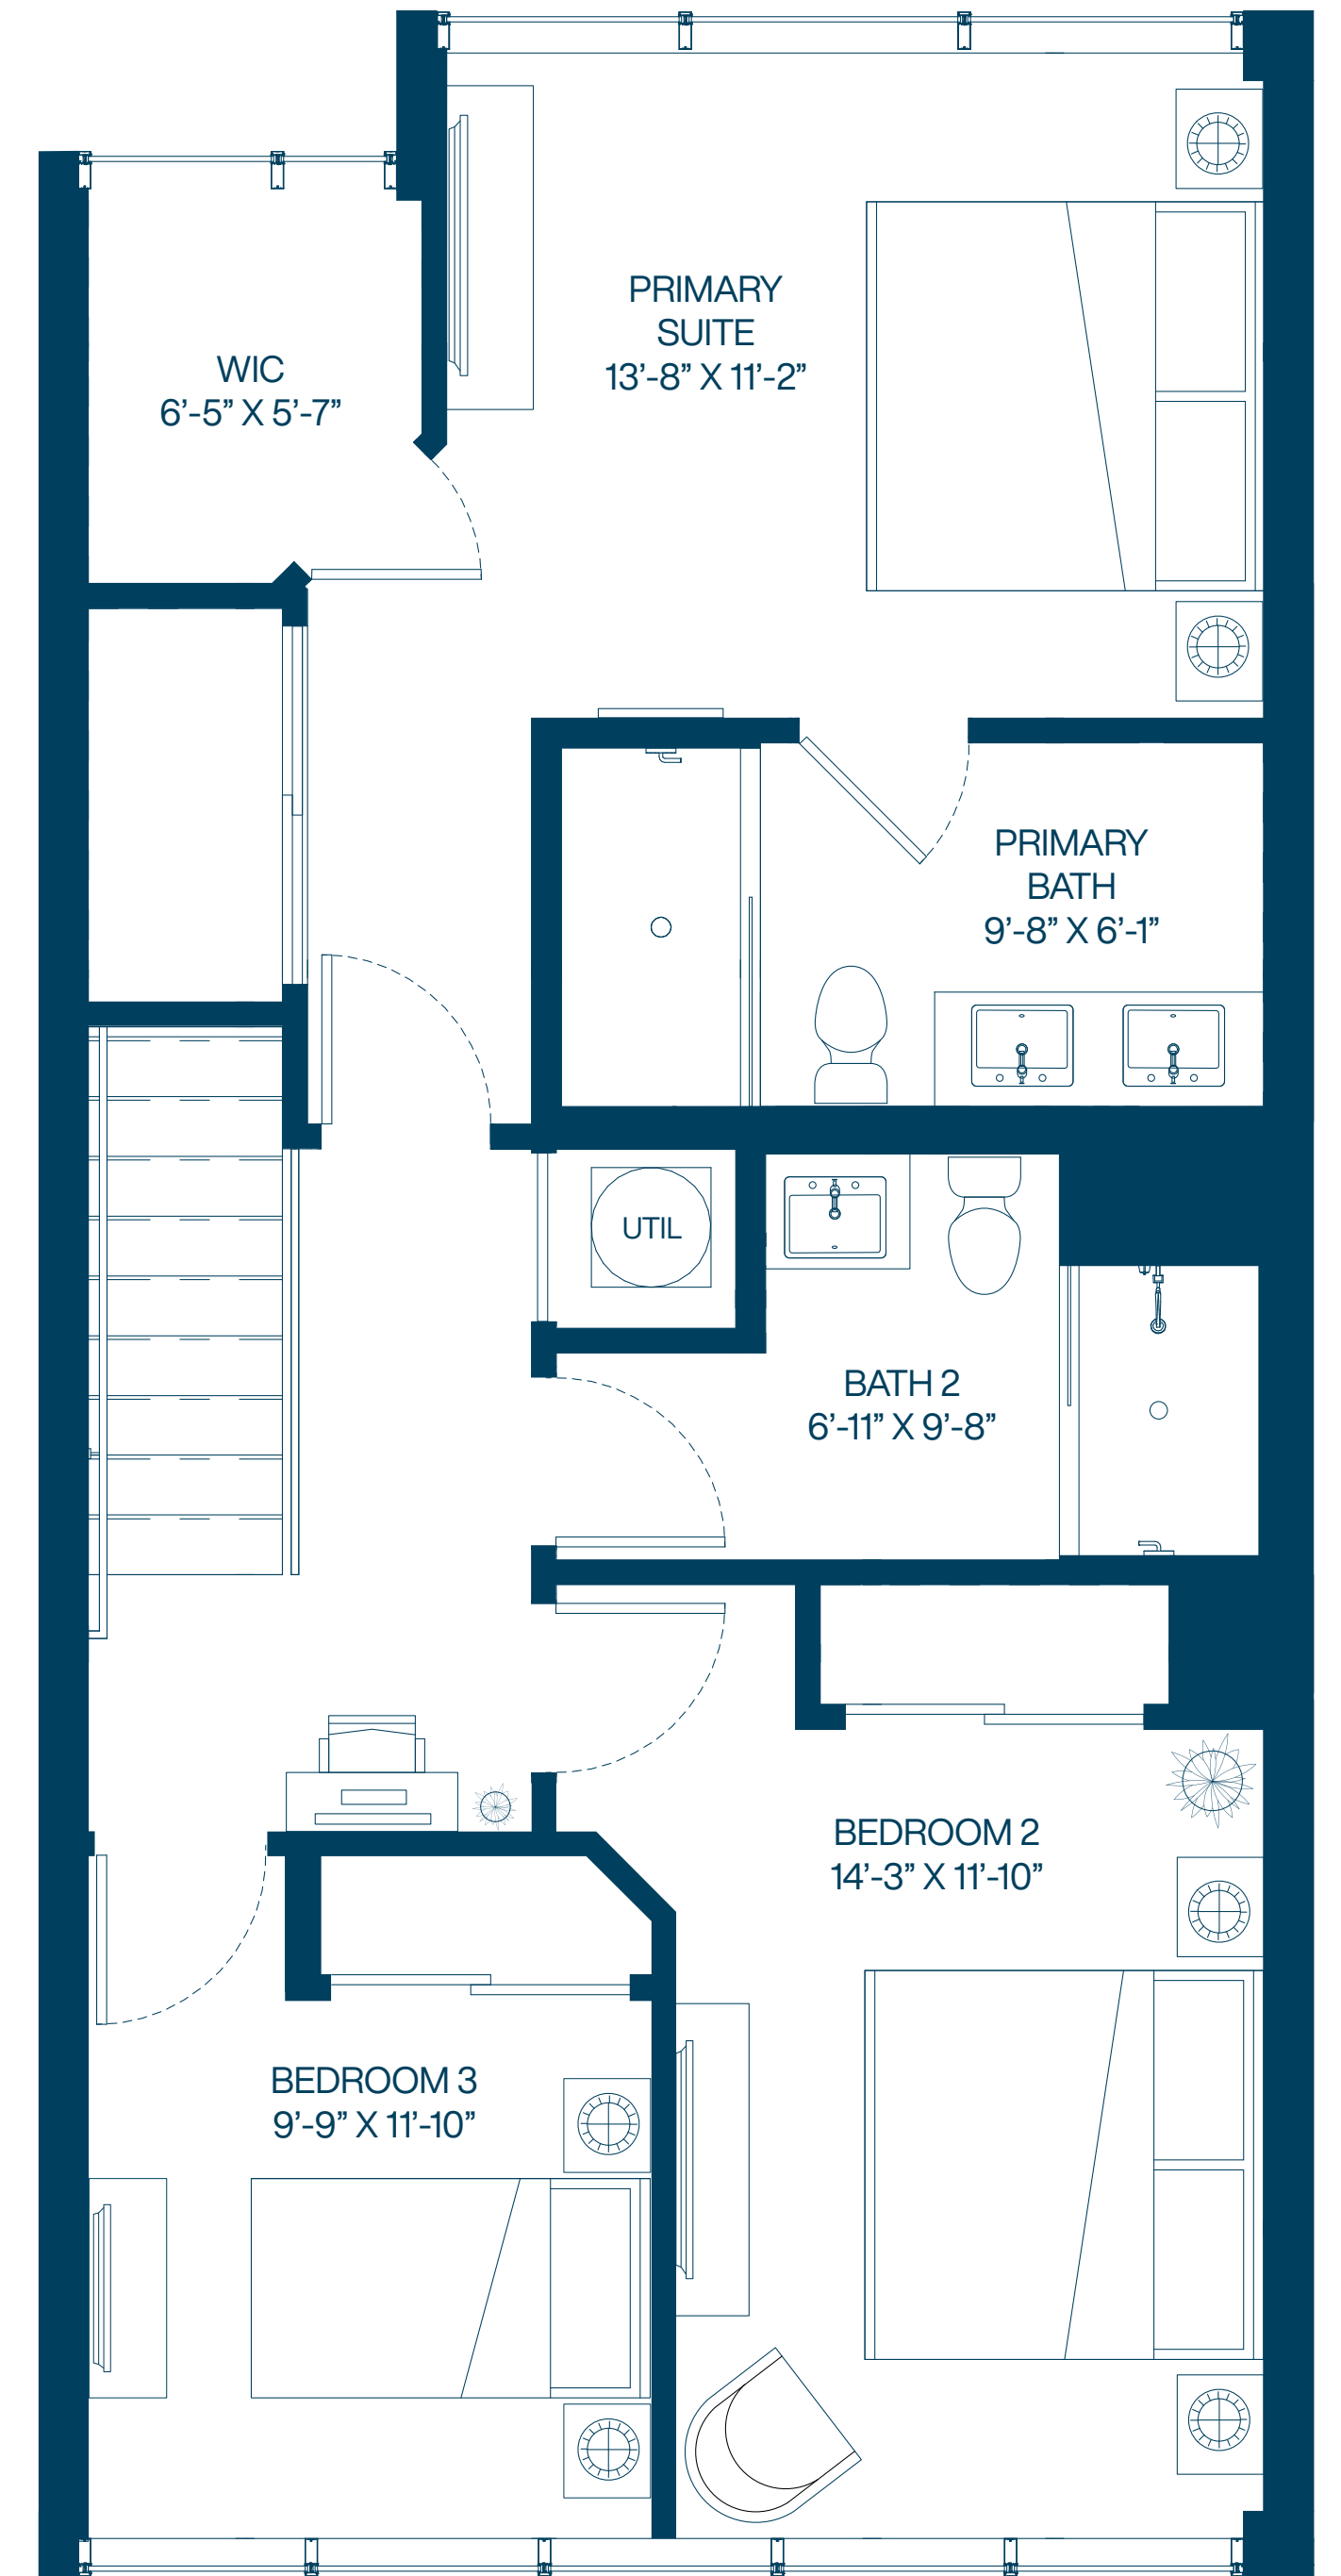 PRIMARY
SUITE
13’-8” X 11’-2”
WIC
6’-5” X 5’-7”
PRIMARY
BATH
9’-8” X 6’-1”
UTIL
BATH 2
6’-11” X 9’-8”
BEDROOM 2
14’-3” X 11’-10”
BEDROOM 3
9’-9” X 11’-10”